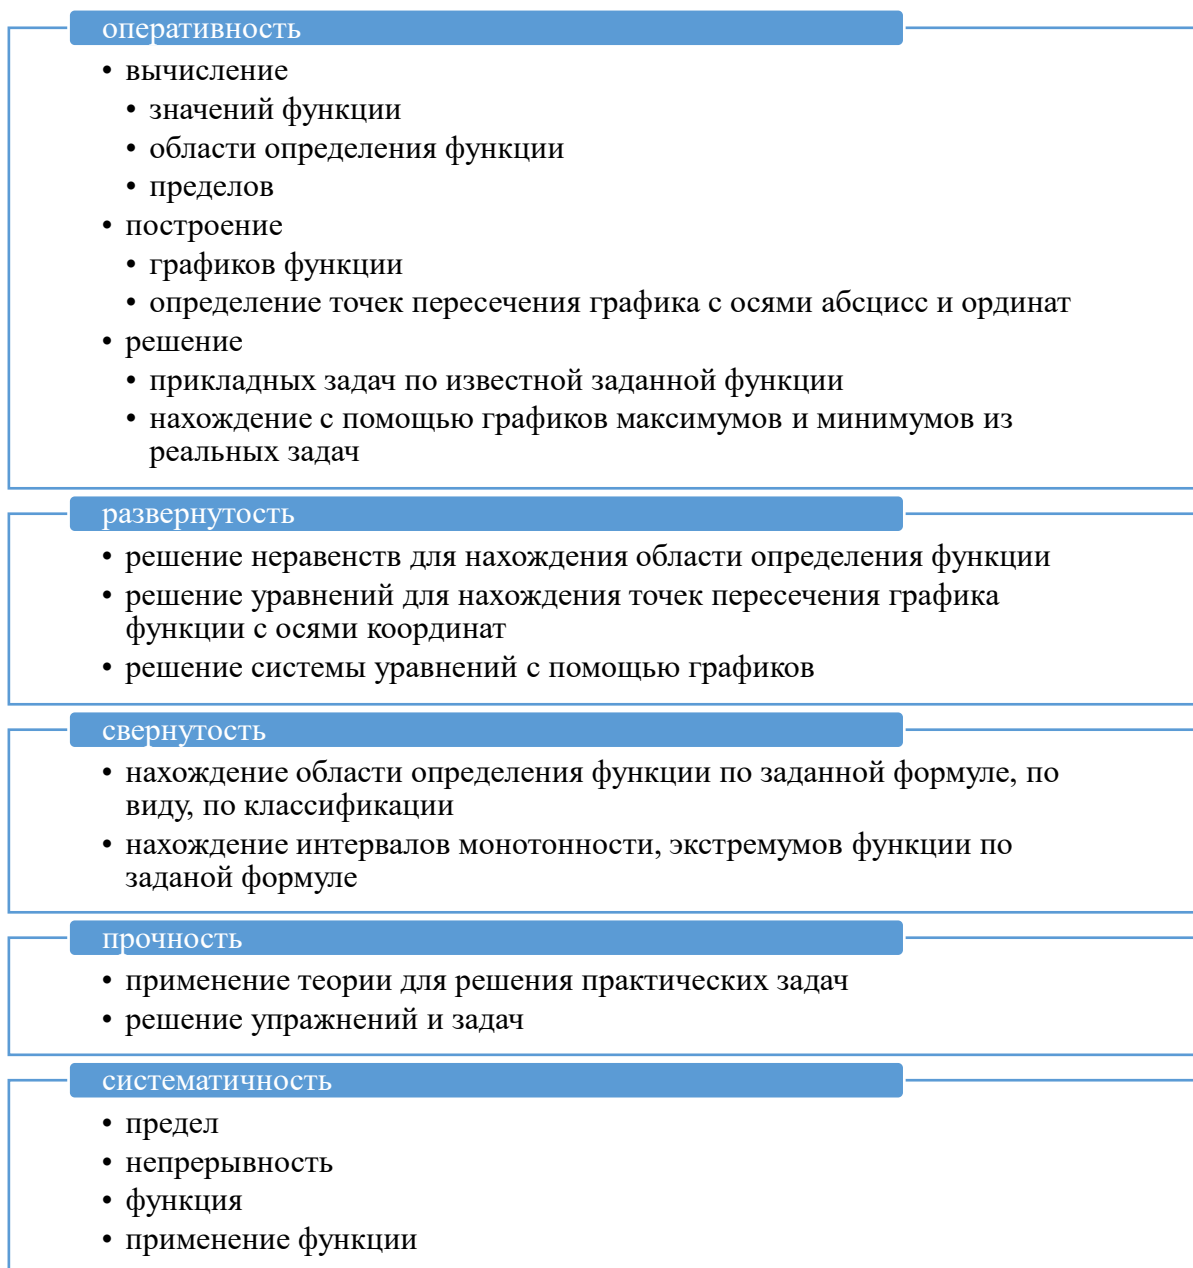 оперативность
• вычисление
• значений функции
• области определения функции
• пределов
• построение
• графиков функции
• определение точек пересечения графика с осями абсцисс и ординат
• решение
• прикладных задач по известной заданной функции
• нахождение с помощью графиков максимумов и минимумов из
реальных задач
развернутость
• решение неравенств для нахождения области определения функции
• решение уравнений для нахождения точек пересечения графика
функции с осями координат
• решение системы уравнений с помощью графиков
свернутость
• нахождение области определения функции по заданной формуле, по
виду, по классификации
• нахождение интервалов монотонности, экстремумов функции по
заданой формуле
прочность
• применение теории для решения практических задач
• решение упражнений и задач
систематичность
• предел
• непрерывность
• функция
• применение функции